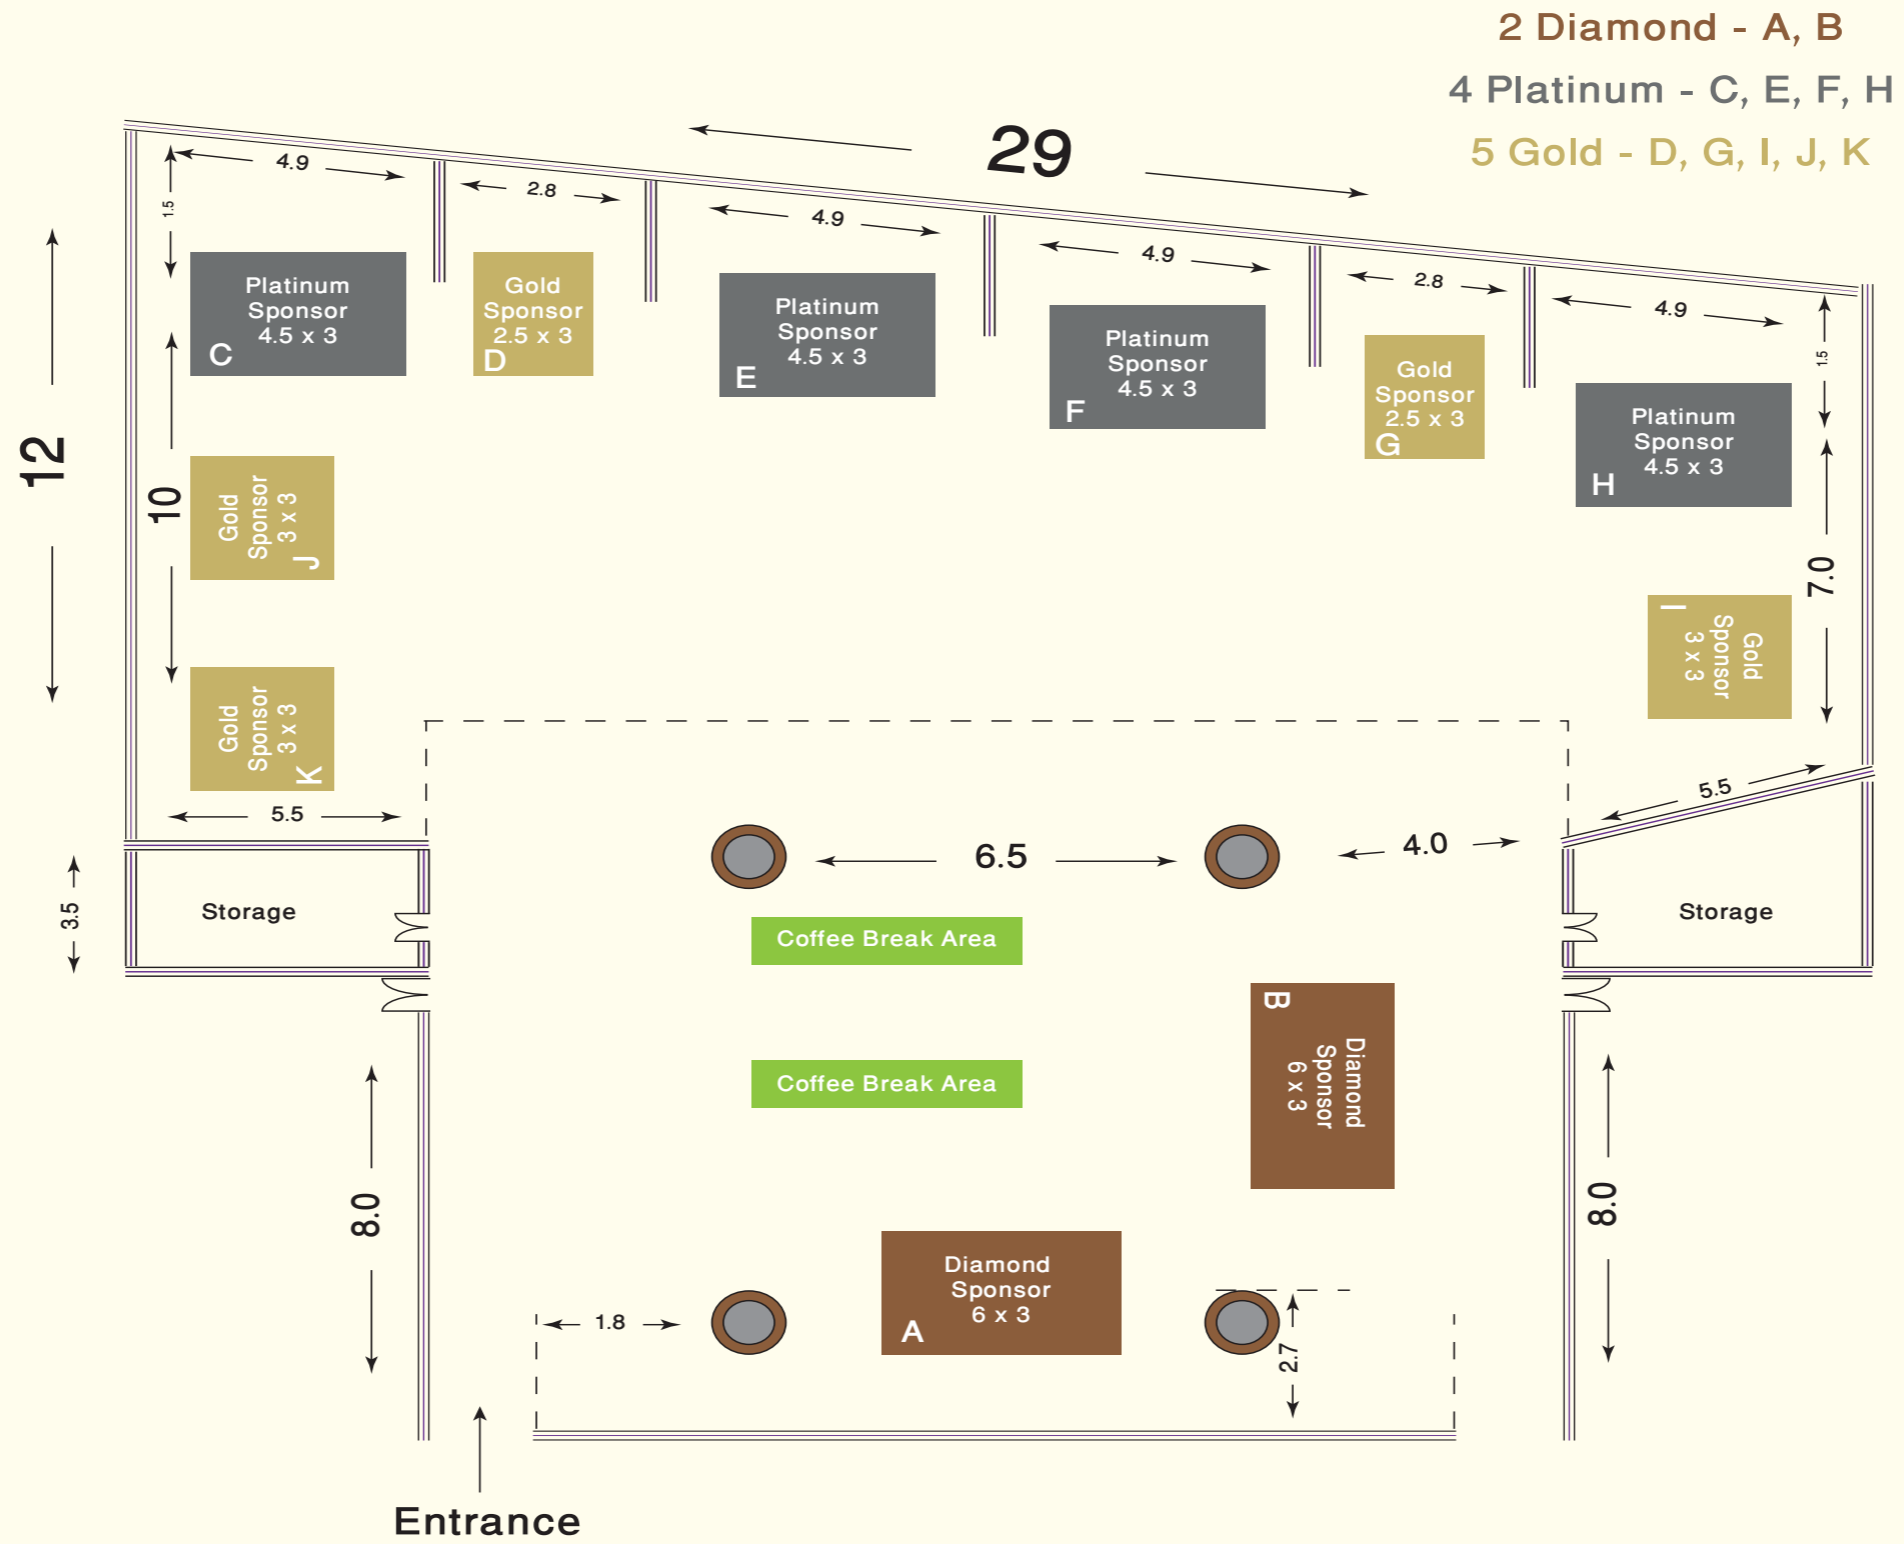 2 Diamond - A, B
4 Platinum - C, E, F, H
5 Gold - D, G, I, J, K
29
4.9
2.8
4.9
4.9
2.8
4.9
1.5
1.5
12
10
7.0
Platinum
Sponsor
4.5 x 3
C
Gold
Sponsor
2.5 x 3
D
Platinum
Sponsor
4.5 x 3
E
Platinum
Sponsor
4.5 x 3
F
Gold
Sponsor
2.5 x 3
G
Platinum
Sponsor
4.5 x 3
H
Gold
Sponsor
3 x 3
J
Gold
Sponsor
3 x 3
I
Gold
Sponsor
3 x 3
K
5.5
5.5
6.5
4.0
3.5
Storage
Storage
Coffee Break Area
Coffee Break Area
B
Diamond
Sponsor
6 x 3
8.0
8.0
Diamond
Sponsor
6 x 3
A
1.8
2.7
Entrance